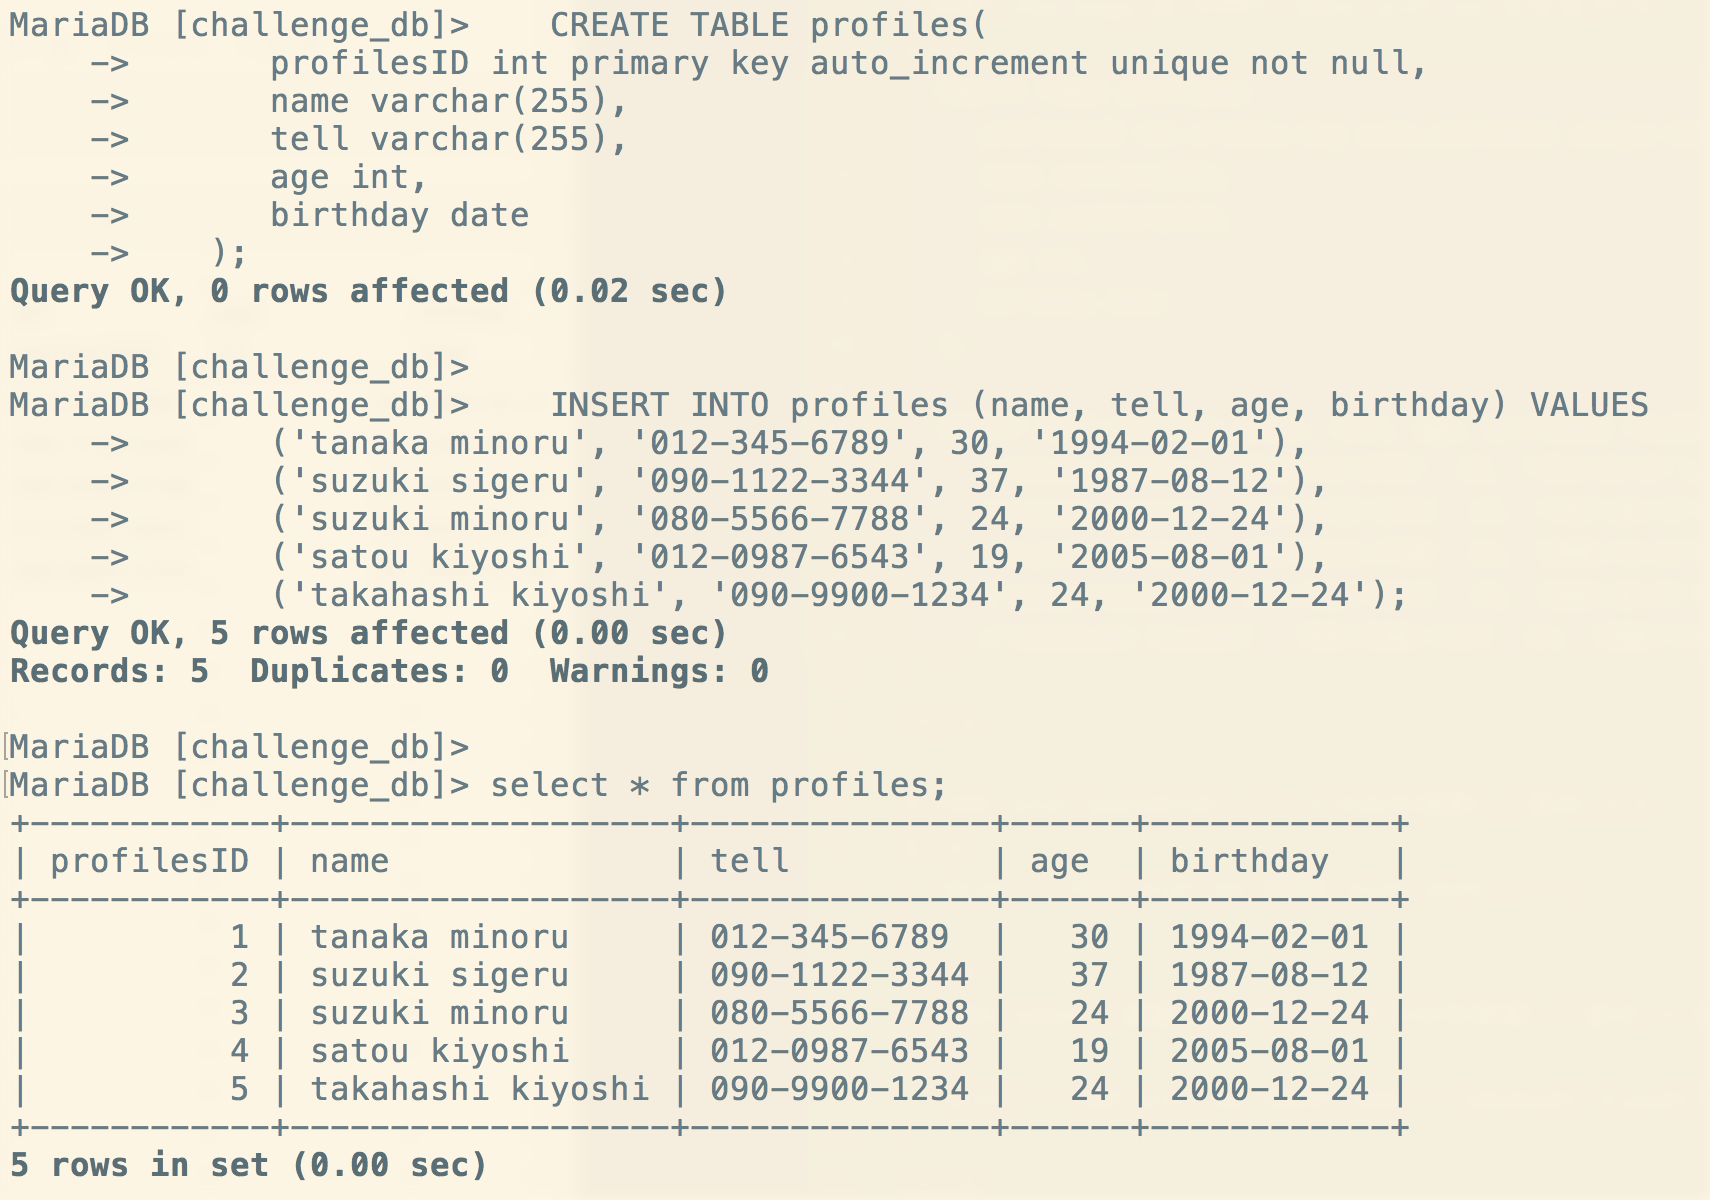 MariaDB [challenge_db]>    CREATE TABLE profiles(
    ->       profilesID int primary key auto_increment unique not null,
    ->       name varchar(255),
    ->       tell varchar(255),
    ->       age int,
    ->       birthday date
    ->    );
Query OK, 0 rows affected (0.02 sec)

MariaDB [challenge_db]>
MariaDB [challenge_db]>    INSERT INTO profiles (name, tell, age, birthday) VALUES
    ->       ('tanaka minoru', '012-345-6789', 30, '1994-02-01'),
    ->       ('suzuki sigeru', '090-1122-3344', 37, '1987-08-12'),
    ->       ('suzuki minoru', '080-5566-7788', 24, '2000-12-24'),
    ->       ('satou kiyoshi', '012-0987-6543', 19, '2005-08-01'),
    ->       ('takahashi kiyoshi', '090-9900-1234', 24, '2000-12-24');
Query OK, 5 rows affected (0.00 sec)
Records: 5  Duplicates: 0  Warnings: 0

[MariaDB [challenge_db]>
[MariaDB [challenge_db]> select * from profiles;
+------------+-------------------+---------------+------+------------+
| profilesID | name              | tell          | age  | birthday   |
+------------+-------------------+---------------+------+------------+
|          1 | tanaka minoru     | 012-345-6789  |   30 | 1994-02-01 |
|          2 | suzuki sigeru     | 090-1122-3344 |   37 | 1987-08-12 |
|          3 | suzuki minoru     | 080-5566-7788 |   24 | 2000-12-24 |
|          4 | satou kiyoshi     | 012-0987-6543 |   19 | 2005-08-01 |
|          5 | takahashi kiyoshi | 090-9900-1234 |   24 | 2000-12-24 |
+------------+-------------------+---------------+------+------------+
5 rows in set (0.00 sec)